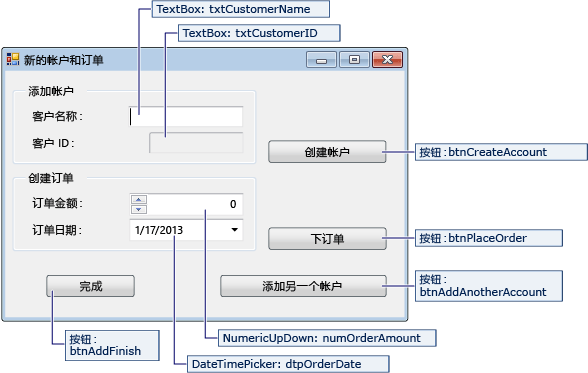 TextBox: txtCustomerName
TextBox: txtCustomerID
新的帐户和订单
添加帐户
客户名称:
客户 ID:
创建帐户
按钮:btnCreateAccount
创建订单
订单金额:
0
订单日期:
1/17/2013
下订单
按钮:btnPlaceOrder
完成
添加另一个帐户
按钮:
btnAddAnotherAccount
按钮:
btnAddFinish
NumericUpDown: numOrderAmount
DateTimePicker: dtpOrderDate